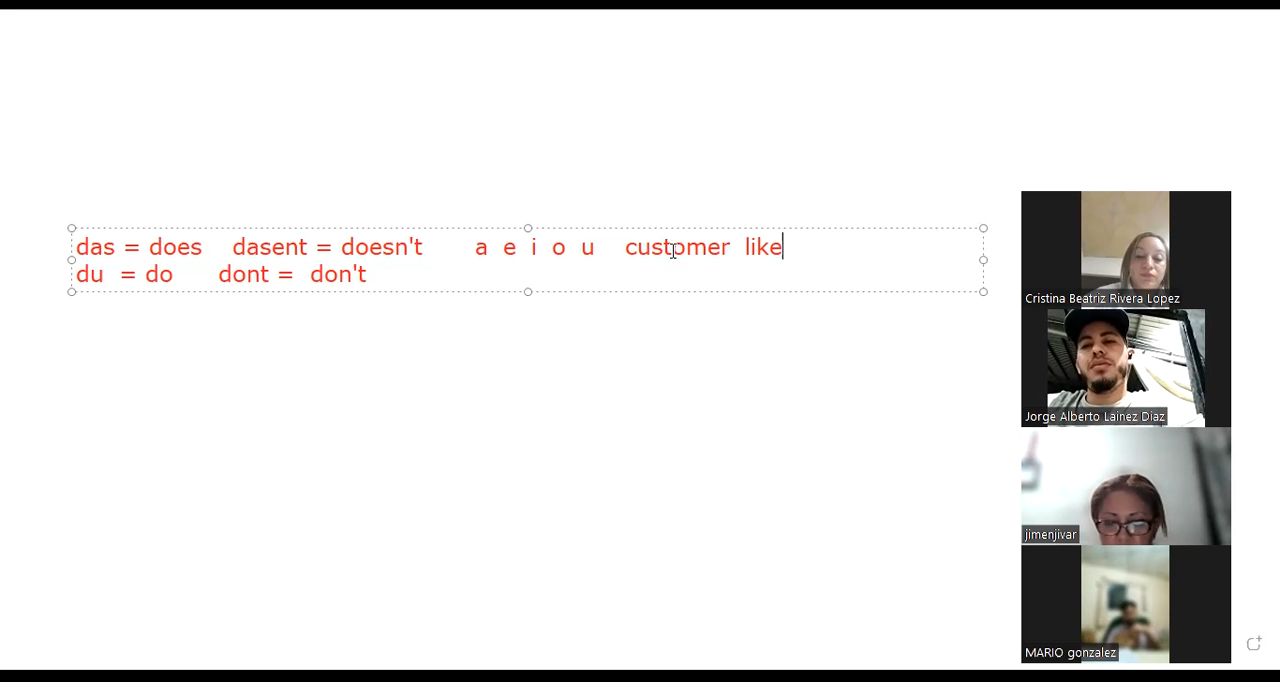 das = does dasent = doesn't a e i o u customer like
du = do dont = don't
Cristina Beatriz Rivera Lopez
Jorge Alberto Laínez Diaz
jimenjivar
MARIO gonzalez